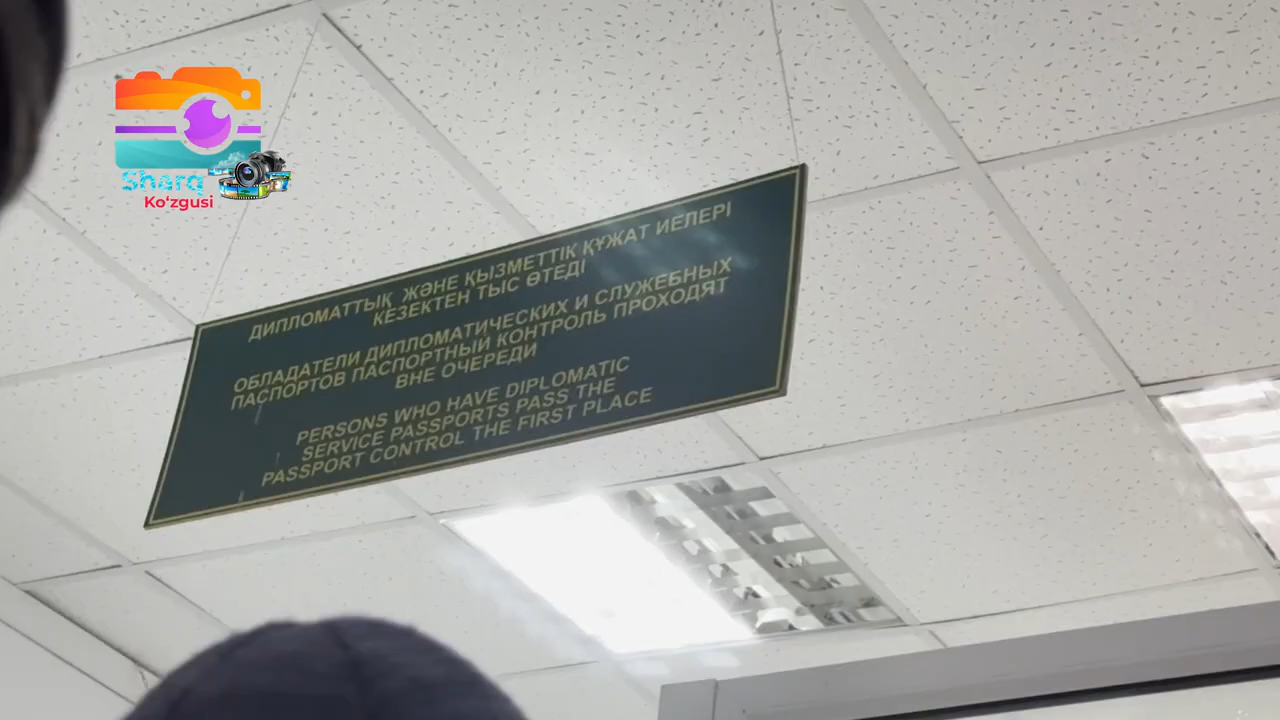 Sharq
Ko'zgusi
ДИПЛОМАТТЫҚ ЖӘНЕ ҚЫЗМЕТТІК ҚҰЖАТ ИЕЛЕРІ
КЕЗЕКТЕН ТЫС ӨТЕДІ
ОБЛАДАТЕЛИ ДИПЛОМАТИЧЕСКИХ И СЛУЖЕБНЫХ
ПАСПОРТОВ ПАСПОРТНЫЙ КОНТРОЛЬ ПРОХОДЯТ
ВНЕ ОЧЕРЕДИ
PERSONS WHO HAVE DIPLOMATIC
SERVICE PASSPORTS PASS THE
PASSPORT CONTROL THE FIRST PLACE